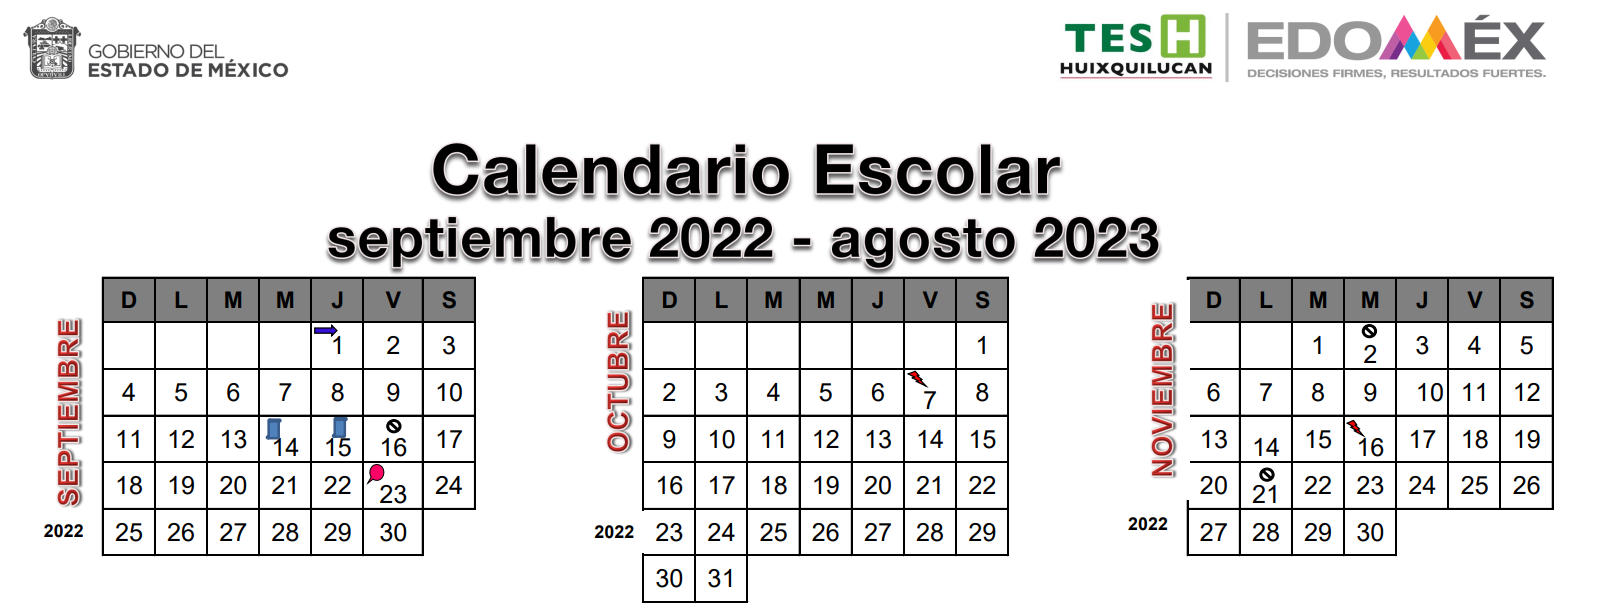 GOBIERNO DEL
ESTADO DE MÉXICO
TESH
HUIXQUILUCAN
EDOMÉX
DECISIONES FIRMES, RESULTADOS FUERTES.
Calendario Escolar
septiembre 2022 - agosto 2023
SEPTIEMBRE
2022
D L M M J V S
1 2 3
4 5 6 7 8 9 10
11 12 13 14 15 16 17
18 19 20 21 22 23 24
25 26 27 28 29 30
OCTUBRE
2022
D L M M J V S
1
2 3 4 5 6 7 8
9 10 11 12 13 14 15
16 17 18 19 20 21 22
23 24 25 26 27 28 29
30 31
NOVIEMBRE
2022
D L M M J V S
1 2 3 4 5
6 7 8 9 10 11 12
13 14 15 16 17 18 19
20 21 22 23 24 25 26
27 28 29 30